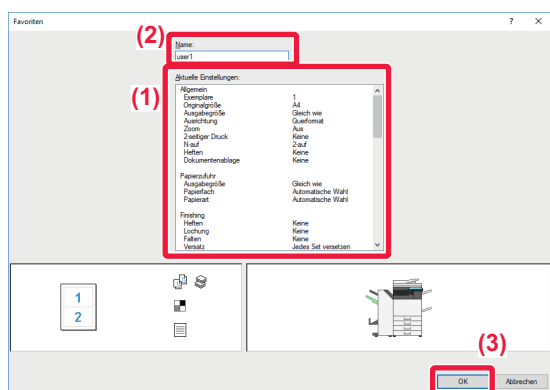 Favoriten ? ×
(2) Name:
user1
(1) Aktuelle Einstellungen:
Allgemein
Exemplare 1
Originalgröße A4
Ausgabegröße Gleich wie
Ausrichtung Querformat
Zoom Aus
2-seitiger Druck Keine
N-auf 2-auf
Heften Keine
Dokumentenablage Keine
Papierzufuhr
Ausgabegröße Gleich wie
Papierfach Automatische Wahl
Papierart Automatische Wahl
Finishing
Heften Keine
Lochung Keine
Falten Keine
Versatz Jedes Set versetzen
1
2
(3)
OK Abbrechen